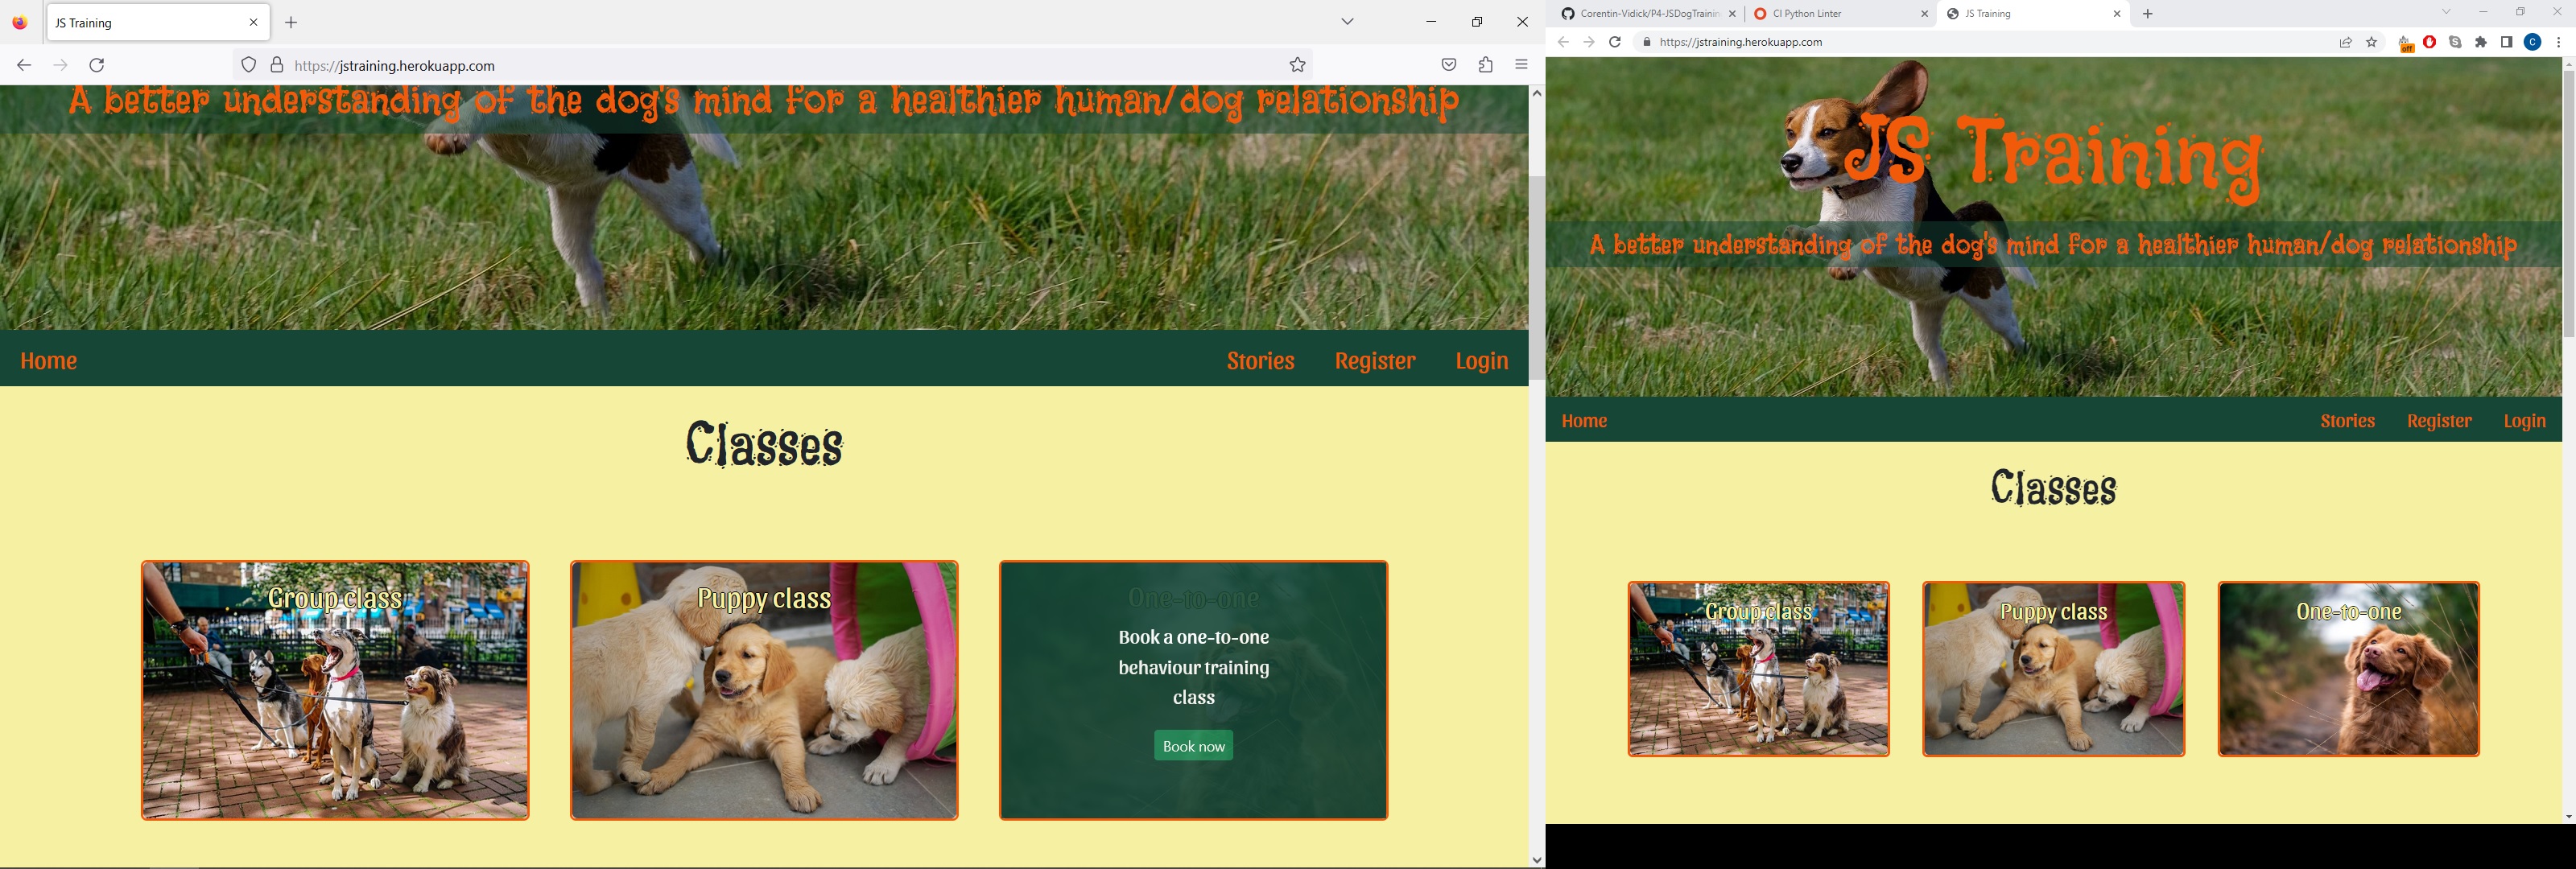 JS Training
https://jstraining.herokuapp.com
A better understanding of the dog's mind for a healthier human/dog relationship
Home Stories Register Login
Classes
Group class
Puppy class
One-to-one
Book a one-to-one
behaviour training
class
Book now
Corentin-Vidick/P4-JSDogTrainin
CI Python Linter
JS Training
https://jstraining.herokuapp.com
off
C
JS Training
A better understanding of the dog's mind for a healthier human/dog relationship
Home Stories Register Login
Classes
Group class
Puppy class
One-to-one